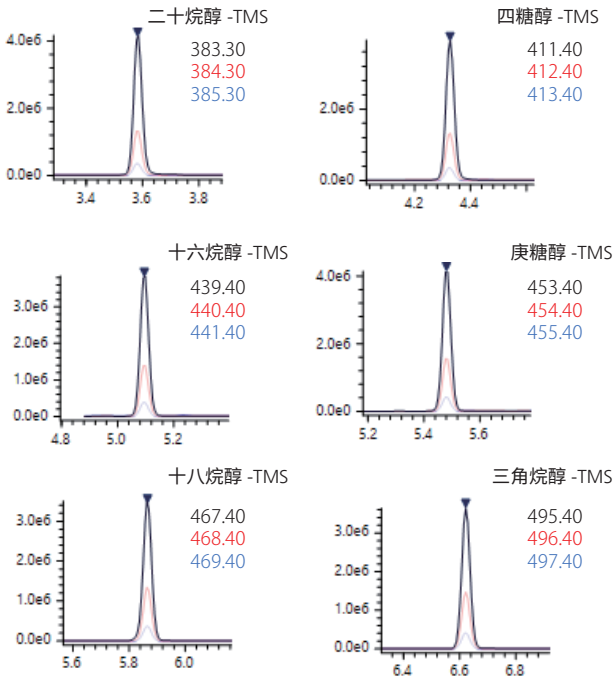 二十烷醇 -TMS
383.30
384.30
385.30
4.0e6
2.0e6
0.0e0
3.4 3.6 3.8
四糖醇 -TMS
411.40
412.40
413.40
2.0e6
0.0e0
4.2 4.4
十六烷醇 -TMS
439.40
440.40
441.40
3.0e6
2.0e6
1.0e6
0.0e0
4.8 5.0 5.2
庚糖醇 -TMS
453.40
454.40
455.40
4.0e6
2.0e6
0.0e0
5.2 5.4 5.6
十八烷醇 -TMS
467.40
468.40
469.40
3.0e6
2.0e6
1.0e6
0.0e0
5.6 5.8 6.0
三角烷醇 -TMS
495.40
496.40
497.40
3.0e6
2.0e6
1.0e6
0.0e0
6.4 6.6 6.8